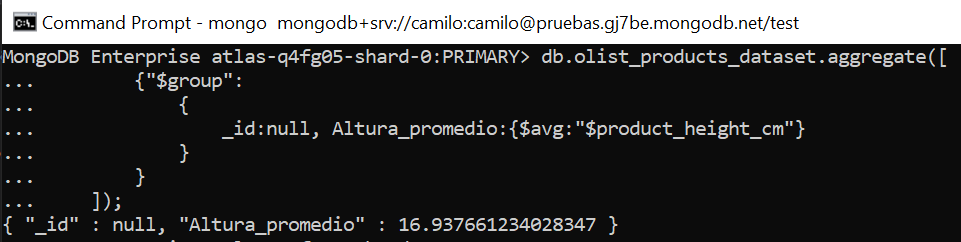 Command Prompt - mongo  mongodb+srv://camilo:camilo@pruebas.gj7be.mongodb.net/test
MongoDB Enterprise atlas-q4fg05-shard-0:PRIMARY> db.olist_products_dataset.aggregate([
...        {"$group":
...            {
...                _id:null, Altura_promedio:{$avg:"$product_height_cm"}
...            }
...        }
...     ]);
{ "_id" : null, "Altura_promedio" : 16.937661234028347 }